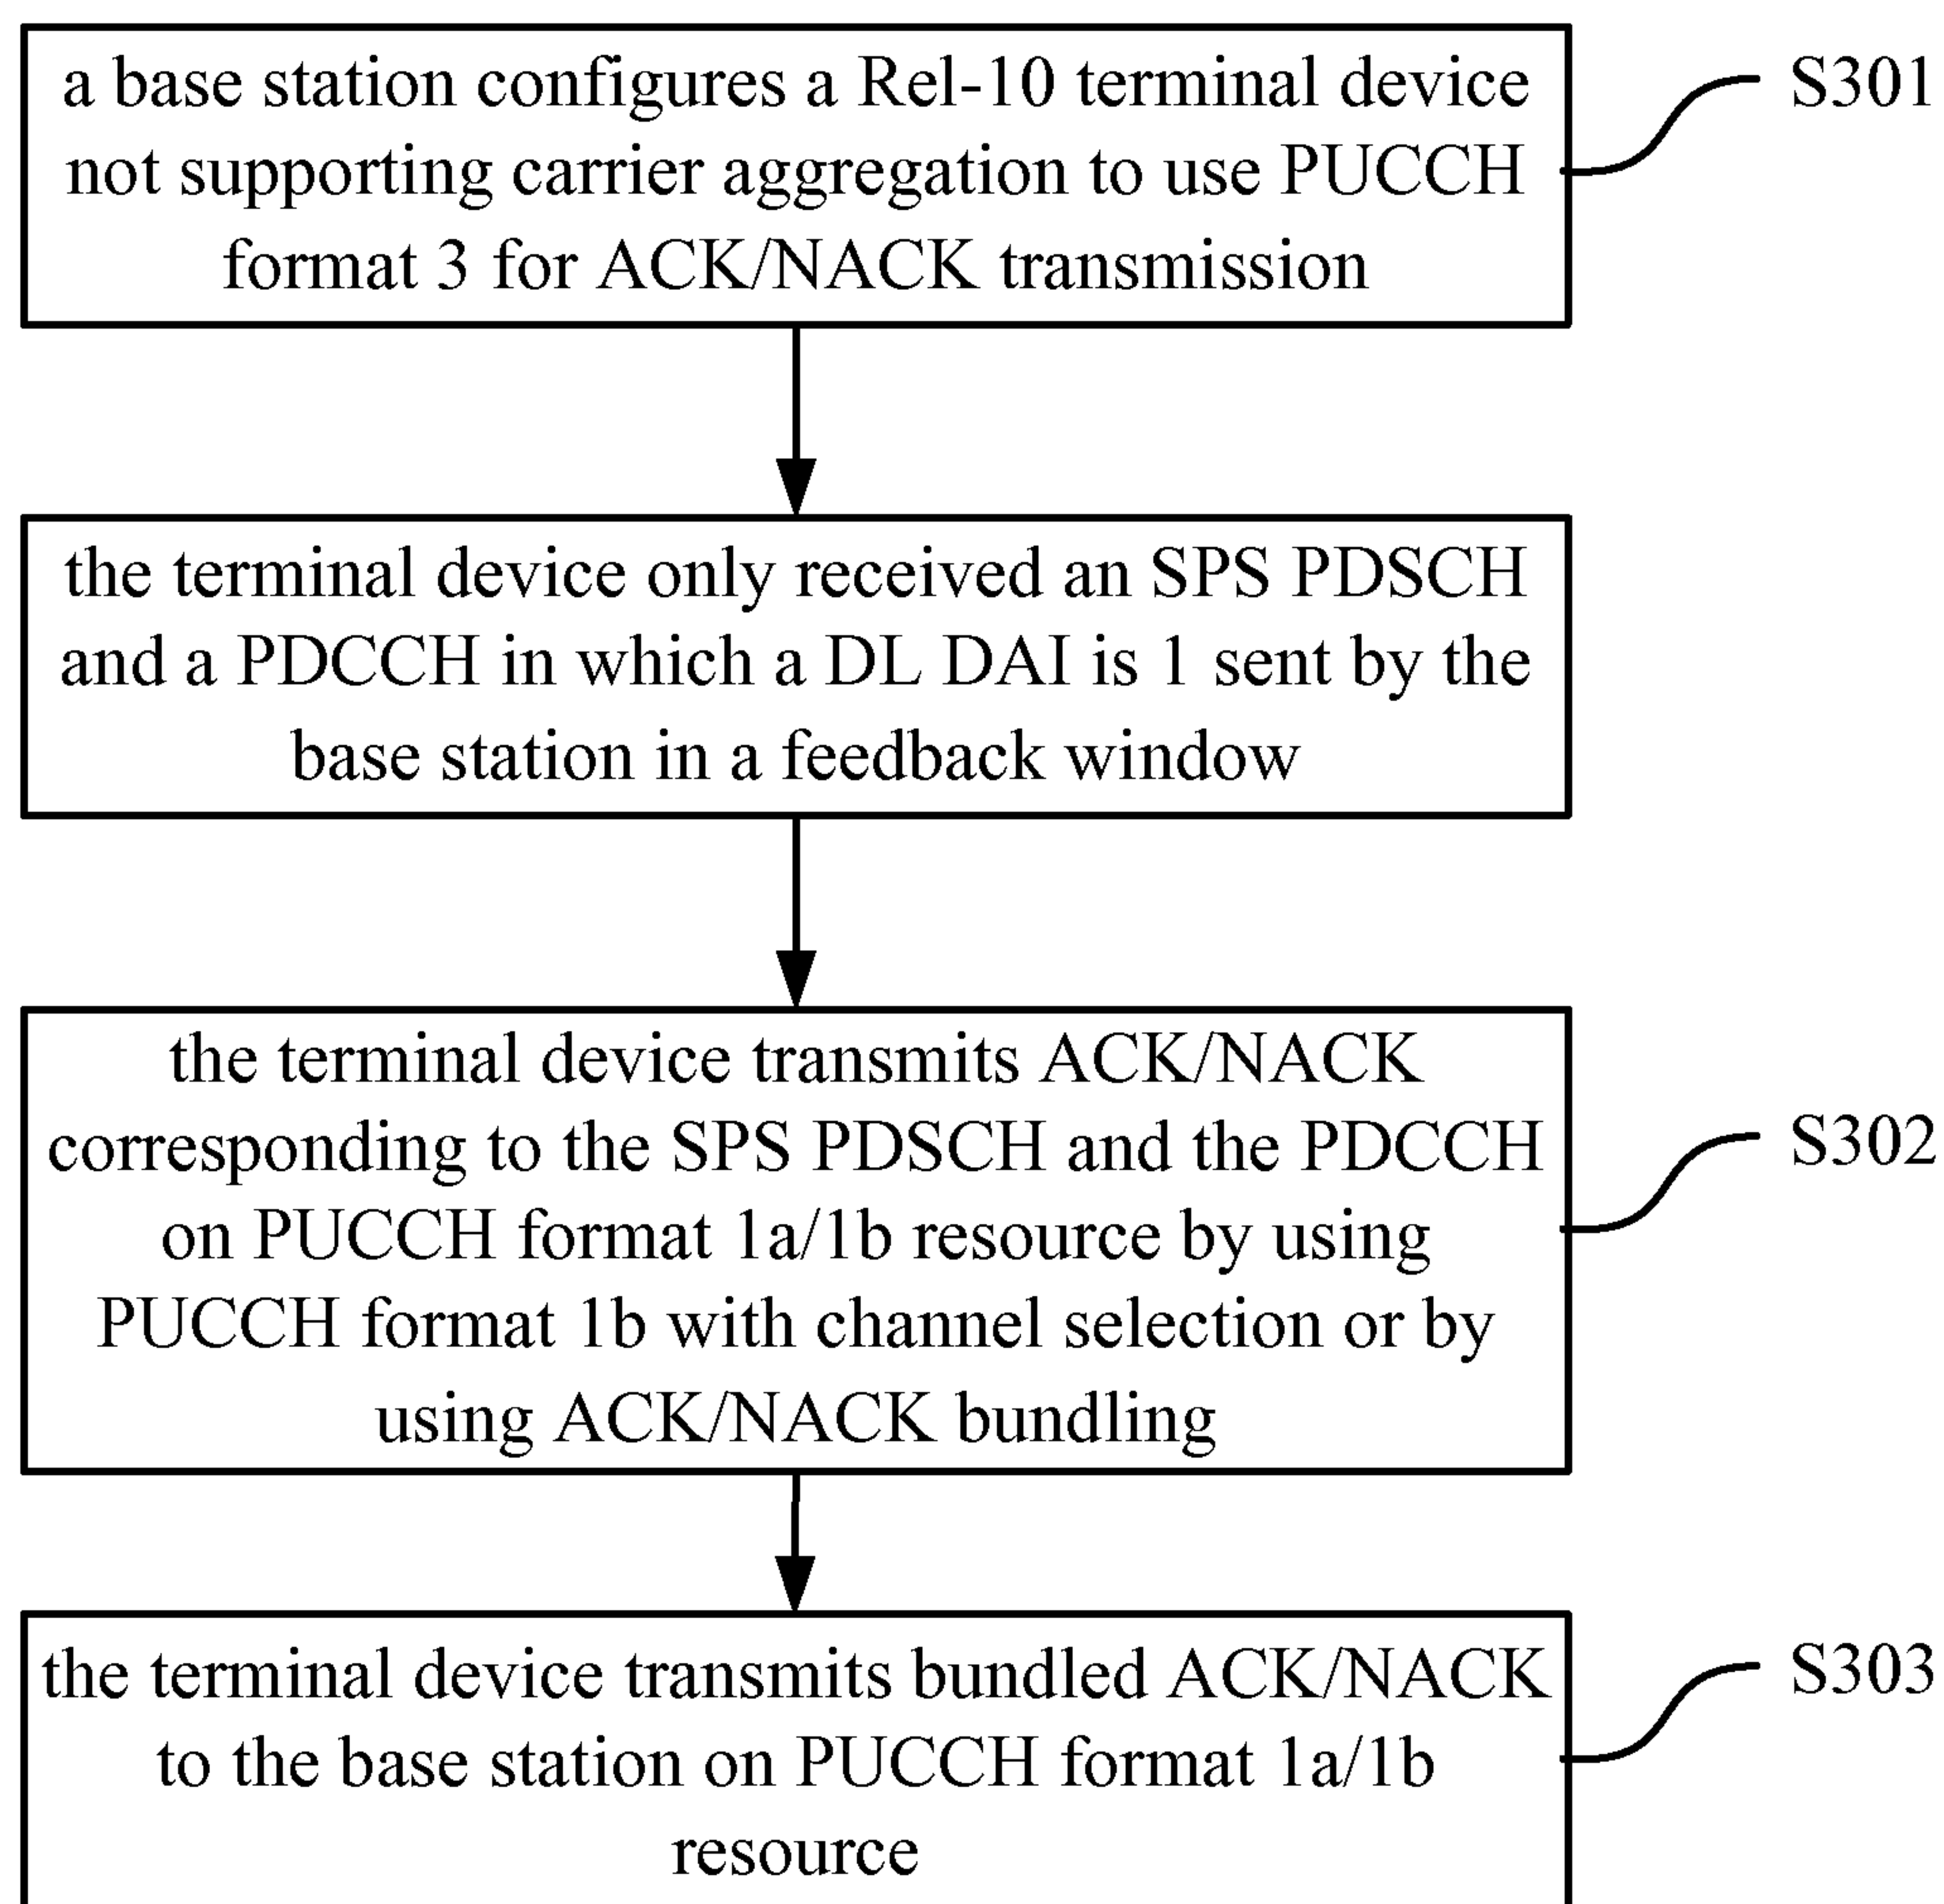 a base station configures a Rel-10 terminal device
not supporting carrier aggregation to use PUCCH
format 3 for ACK/NACK transmission
S301
the terminal device only received an SPS PDSCH
and a PDCCH in which a DL DAI is 1 sent by the
base station in a feedback window
the terminal device transmits ACK/NACK
corresponding to the SPS PDSCH and the PDCCH
on PUCCH format 1a/1b resource by using
PUCCH format 1b with channel selection or by
using ACK/NACK bundling
S302
the terminal device transmits bundled ACK/NACK
to the base station on PUCCH format 1a/1b
resource
S303